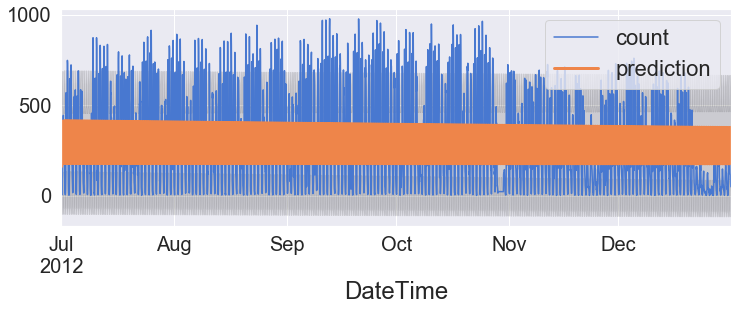 1000
500
0
count
prediction
Jul Aug Sep Oct Nov Dec
2012
DateTime